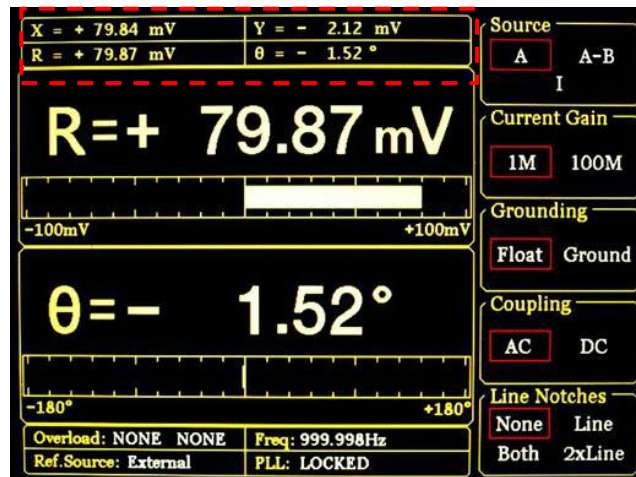 X = + 79.84 mV
Y = - 2.12 mV
R = + 79.87 mV
θ = - 1.52 °
R=+ 79.87 mV
-100mV
+100mV
θ=- 1.52°
-180°
+180°
Overload: NONE NONE
Freq: 999.998Hz
Ref.Source: External
PLL: LOCKED
Source
A
A-B
I
Current Gain
1M
100M
Grounding
Float
Ground
Coupling
AC
DC
Line Notches
None
Line
Both
2xLine